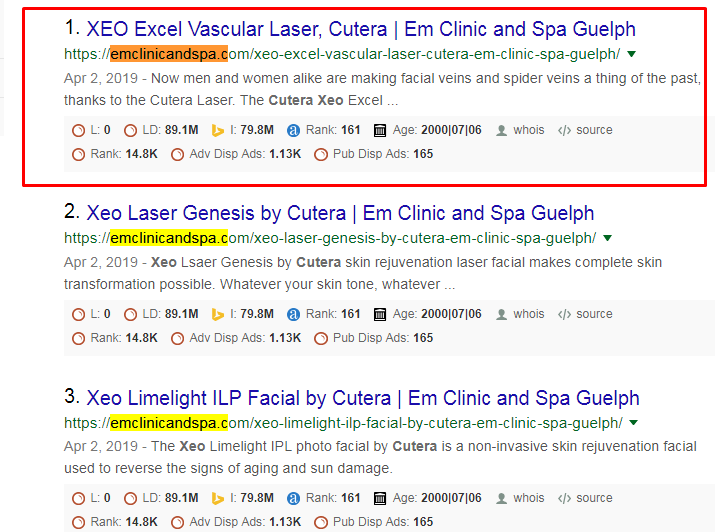 1. XEO Excel Vascular Laser, Cutera | Em Clinic and Spa Guelph
https://emclinicandspa.com/xeo-excel-vascular-laser-cutera-em-clinic-spa-guelph/
Apr 2, 2019 - Now men and women alike are making facial veins and spider veins a thing of the past,
thanks to the Cutera Laser. The Cutera Xeo Excel ...
L: 0 LD: 89.1M I: 79.8M Rank: 161 Age: 2000|07|06 whois </> source
Rank: 14.8K Adv Disp Ads: 1.13K Pub Disp Ads: 165
2. Xeo Laser Genesis by Cutera | Em Clinic and Spa Guelph
https://emclinicandspa.com/xeo-laser-genesis-by-cutera-em-clinic-spa-guelph/
Apr 2, 2019 - Xeo Lsaer Genesis by Cutera skin rejuvenation laser facial makes complete skin
transformation possible. Whatever your skin tone, whatever ...
L: 0 LD: 89.1M I: 79.8M Rank: 161 Age: 2000|07|06 whois </> source
Rank: 14.8K Adv Disp Ads: 1.13K Pub Disp Ads: 165
3. Xeo Limelight ILP Facial by Cutera | Em Clinic and Spa Guelph
https://emclinicandspa.com/xeo-limelight-ilp-facial-by-cutera-em-clinic-spa-guelph/
Apr 2, 2019 - The Xeo Limelight IPL photo facial by Cutera is a non-invasive skin rejuvenation facial
used to reverse the signs of aging and sun damage.
L: 0 LD: 89.1M I: 79.8M Rank: 161 Age: 2000|07|06 whois </> source
Rank: 14.8K Adv Disp Ads: 1.13K Pub Disp Ads: 165